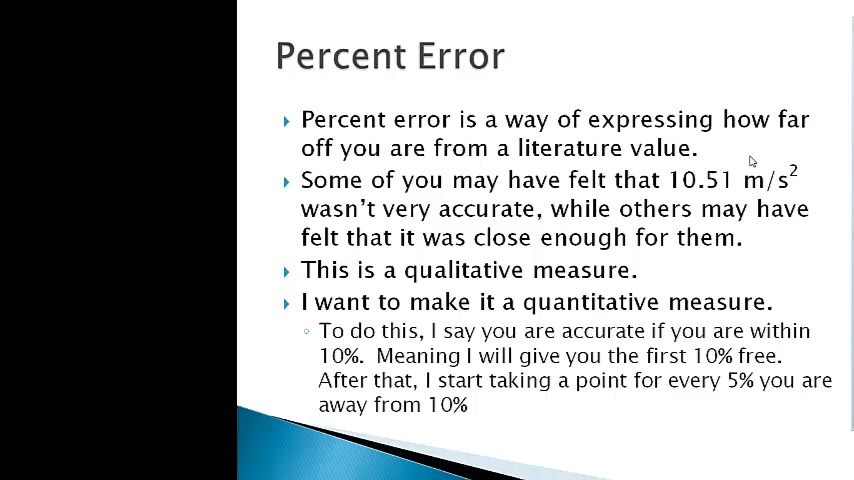 Percent Error
Percent error is a way of expressing how far
off you are from a literature value.
Some of you may have felt that 10.51 m/s²
wasn't very accurate, while others may have
felt that it was close enough for them.
This is a qualitative measure.
I want to make it a quantitative measure.
To do this, I say you are accurate if you are within
10%. Meaning I will give you the first 10% free.
After that, I start taking a point for every 5% you are
away from 10%